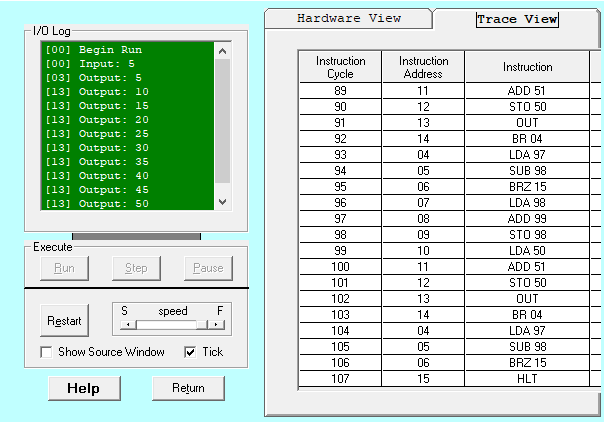 I/O Log
[00] Begin Run
[00] Input: 5
[03] Output: 5
[13] Output: 10
[13] Output: 15
[13] Output: 20
[13] Output: 25
[13] Output: 30
[13] Output: 35
[13] Output: 40
[13] Output: 45
[13] Output: 50
Execute
Run Step Pause
Restart
S speed F
Show Source Window Tick
Help Return
Hardware View Trace View
Instruction Cycle Instruction Address Instruction
89 11 ADD 51
90 12 STO 50
91 13 OUT
92 14 BR 04
93 04 LDA 97
94 05 SUB 98
95 06 BRZ 15
96 07 LDA 98
97 08 ADD 99
98 09 STO 98
99 10 LDA 50
100 11 ADD 51
101 12 STO 50
102 13 OUT
103 14 BR 04
104 04 LDA 97
105 05 SUB 98
106 06 BRZ 15
107 15 HLT